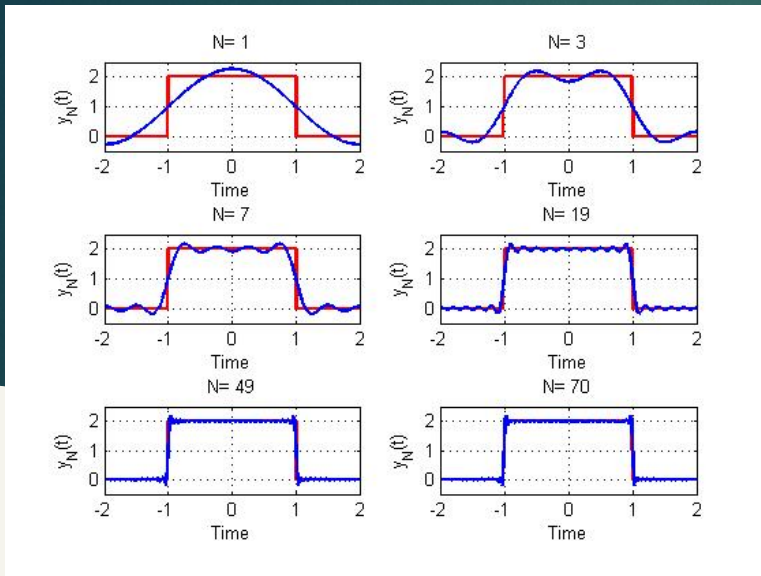 N= 1
2
1
0
y_N(t)
-2 -1 0 1 2
Time
N= 3
2
1
0
y_N(t)
-2 -1 0 1 2
Time
N= 7
2
1
0
y_N(t)
-2 -1 0 1 2
Time
N= 19
2
1
0
y_N(t)
-2 -1 0 1 2
Time
N= 49
2
1
0
y_N(t)
-2 -1 0 1 2
Time
N= 70
2
1
0
y_N(t)
-2 -1 0 1 2
Time